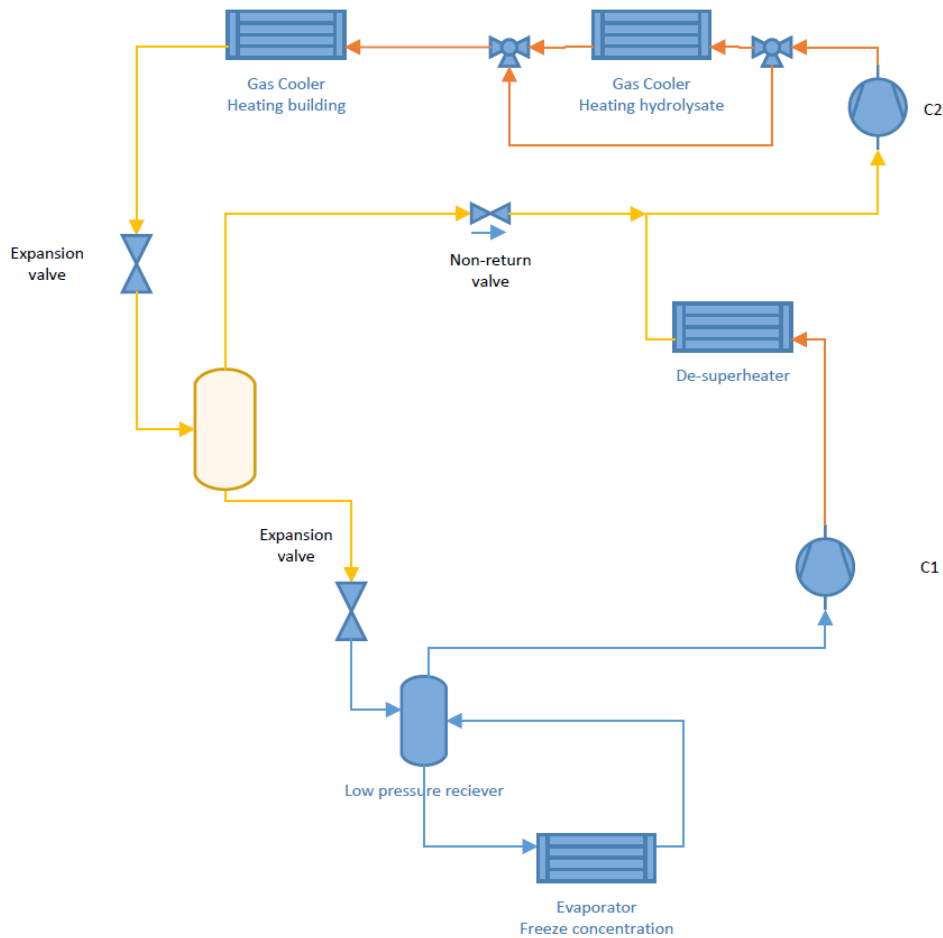 Gas Cooler
Heating building
Gas Cooler
Heating hydrolysate
C2
Expansion
valve
Non-return
valve
De-superheater
Expansion
valve
C1
Low pressure reciever
Evaporator
Freeze concentration